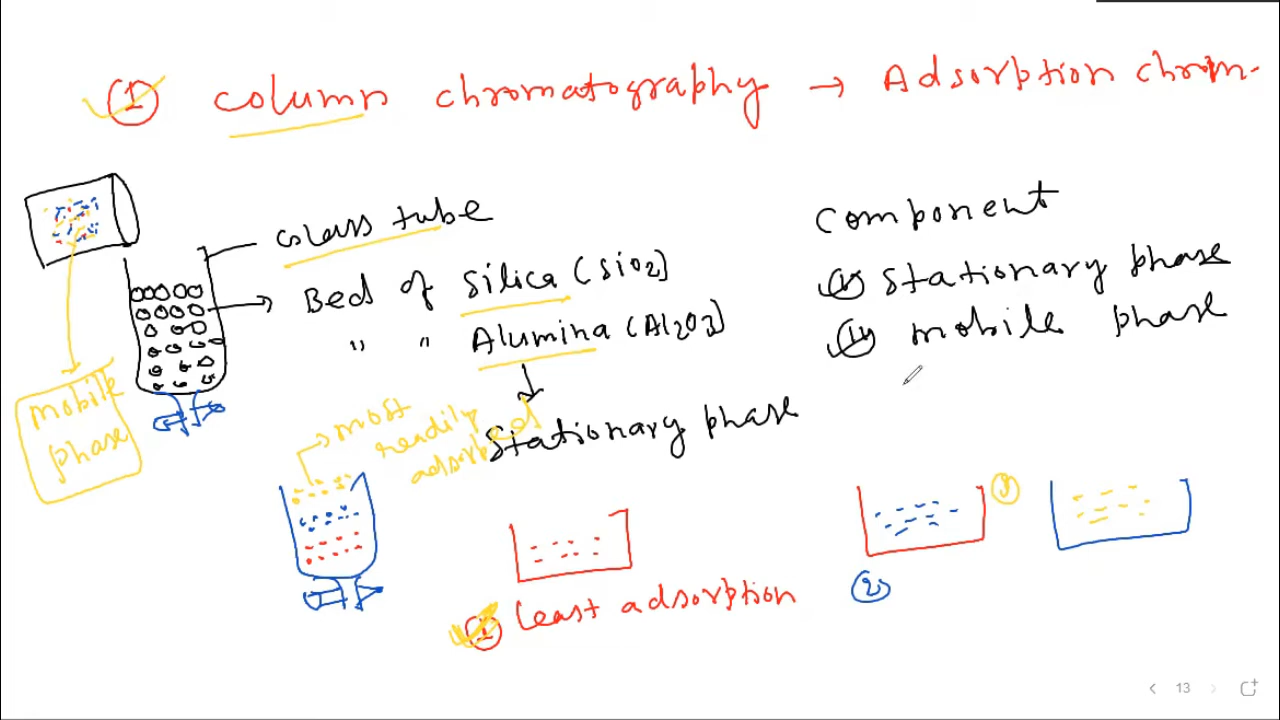 ① column chromatography → Adsorption chrom.
Glass tube
Bed of Silica (SiO2)
" " Alumina (Al2O3)
Stationary phase
Component
(i) Stationary phase
(ii) mobile phase
mobile
phase
most
readily
adsorbed
① least adsorption
②
③
13